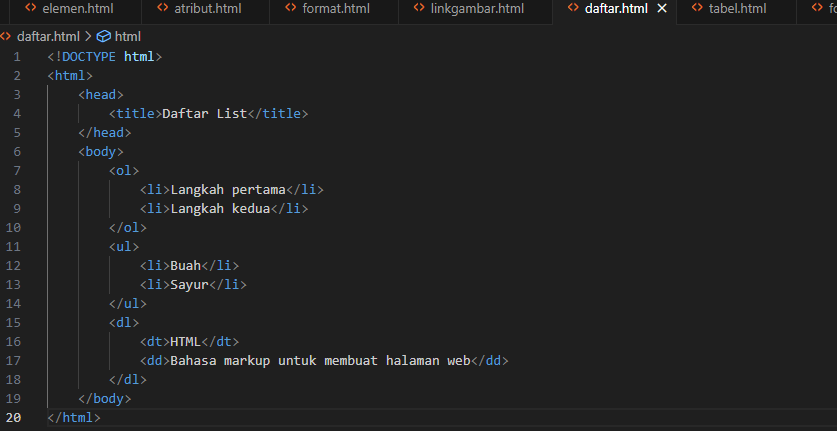 elemen.html atribut.html format.html linkgambar.html daftar.html tabel.html
daftar.html > html
1 <!DOCTYPE html>
2 <html>
3 <head>
4 <title>Daftar List</title>
5 </head>
6 <body>
7 <ol>
8 <li>Langkah pertama</li>
9 <li>Langkah kedua</li>
10 </ol>
11 <ul>
12 <li>Buah</li>
13 <li>Sayur</li>
14 </ul>
15 <dl>
16 <dt>HTML</dt>
17 <dd>Bahasa markup untuk membuat halaman web</dd>
18 </dl>
19 </body>
20 </html>